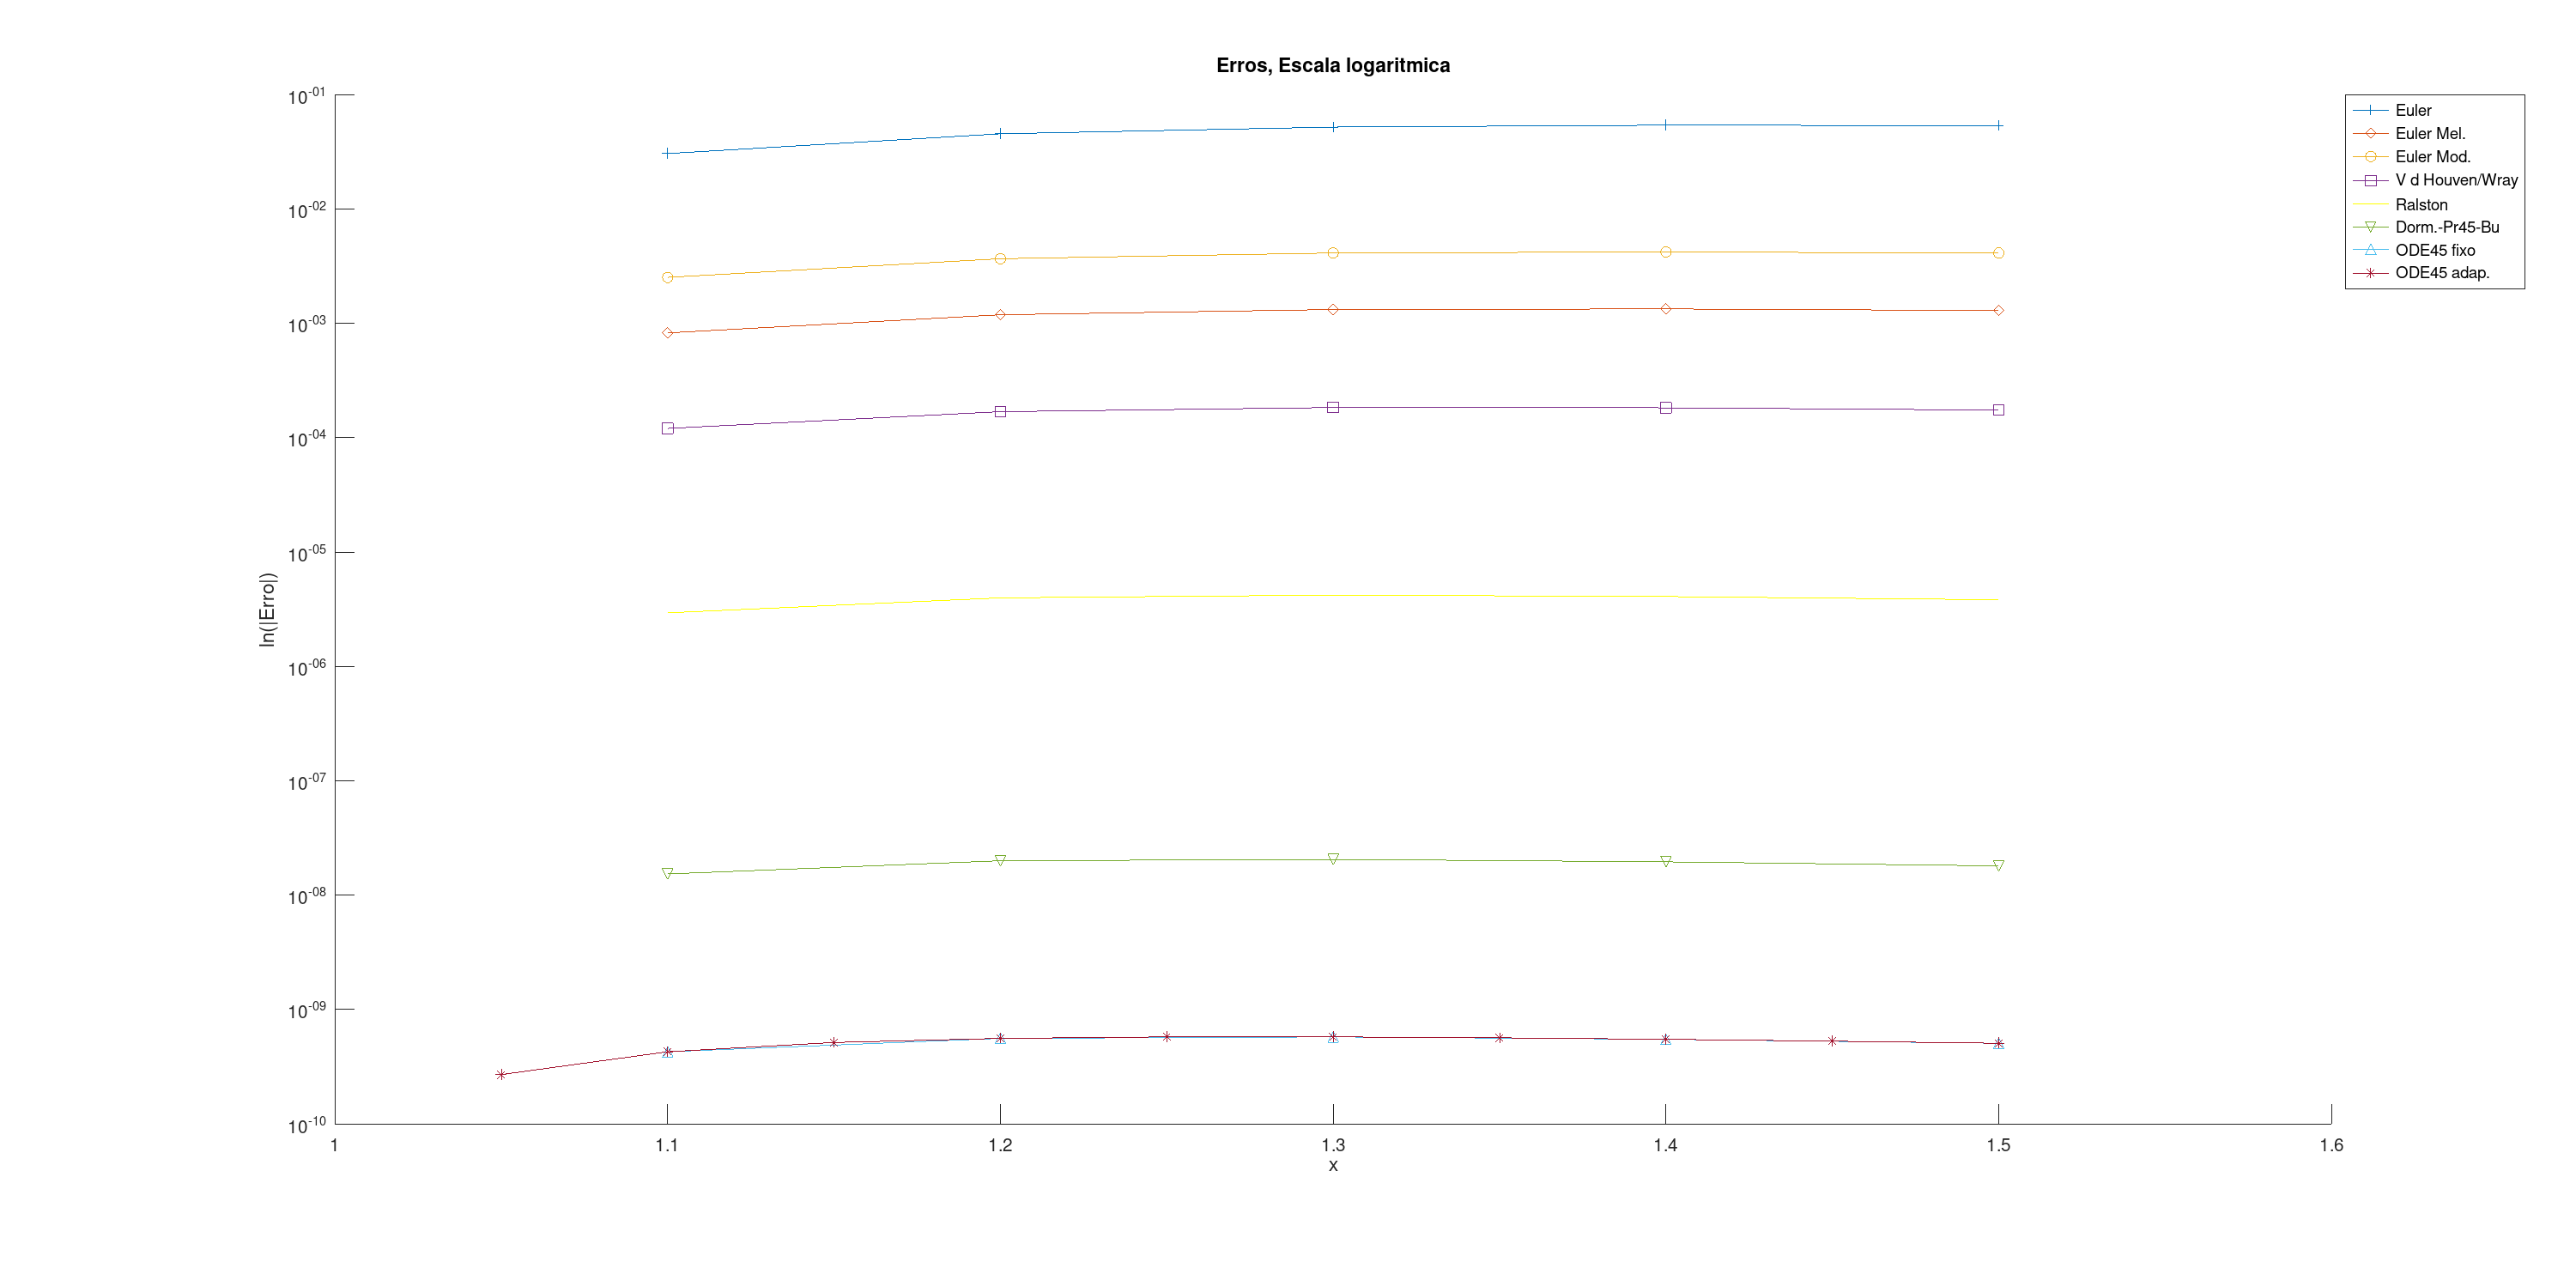 Erros, Escala logaritmica
10-01
10-02
10-03
10-04
10-05
10-06
10-07
10-08
10-09
10-10
ln(|Erro|)
1 1.1 1.2 1.3 1.4 1.5 1.6
x
Euler
Euler Mel.
Euler Mod.
V d Houven/Wray
Ralston
Dorm.-Pr45-Bu
ODE45 fixo
ODE45 adap.